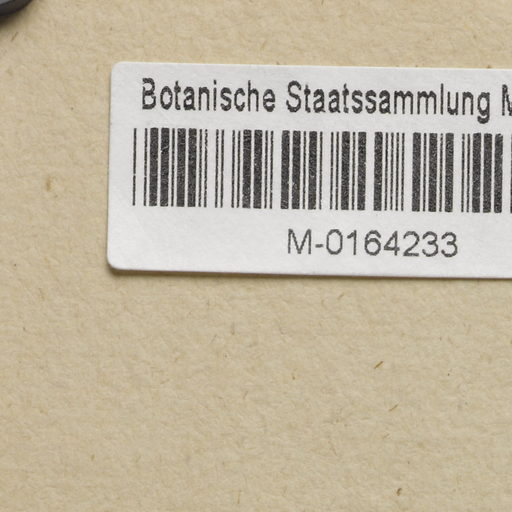 Botanische Staatssammlung M
M-0164233